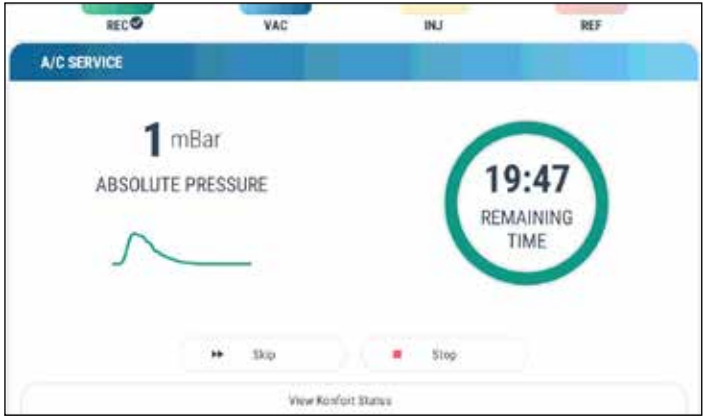 REC
VAC
INJ
REF
A/C SERVICE
1 mBar
ABSOLUTE PRESSURE
19:47
REMAINING
TIME
Skip
Stop
View Konfort Status